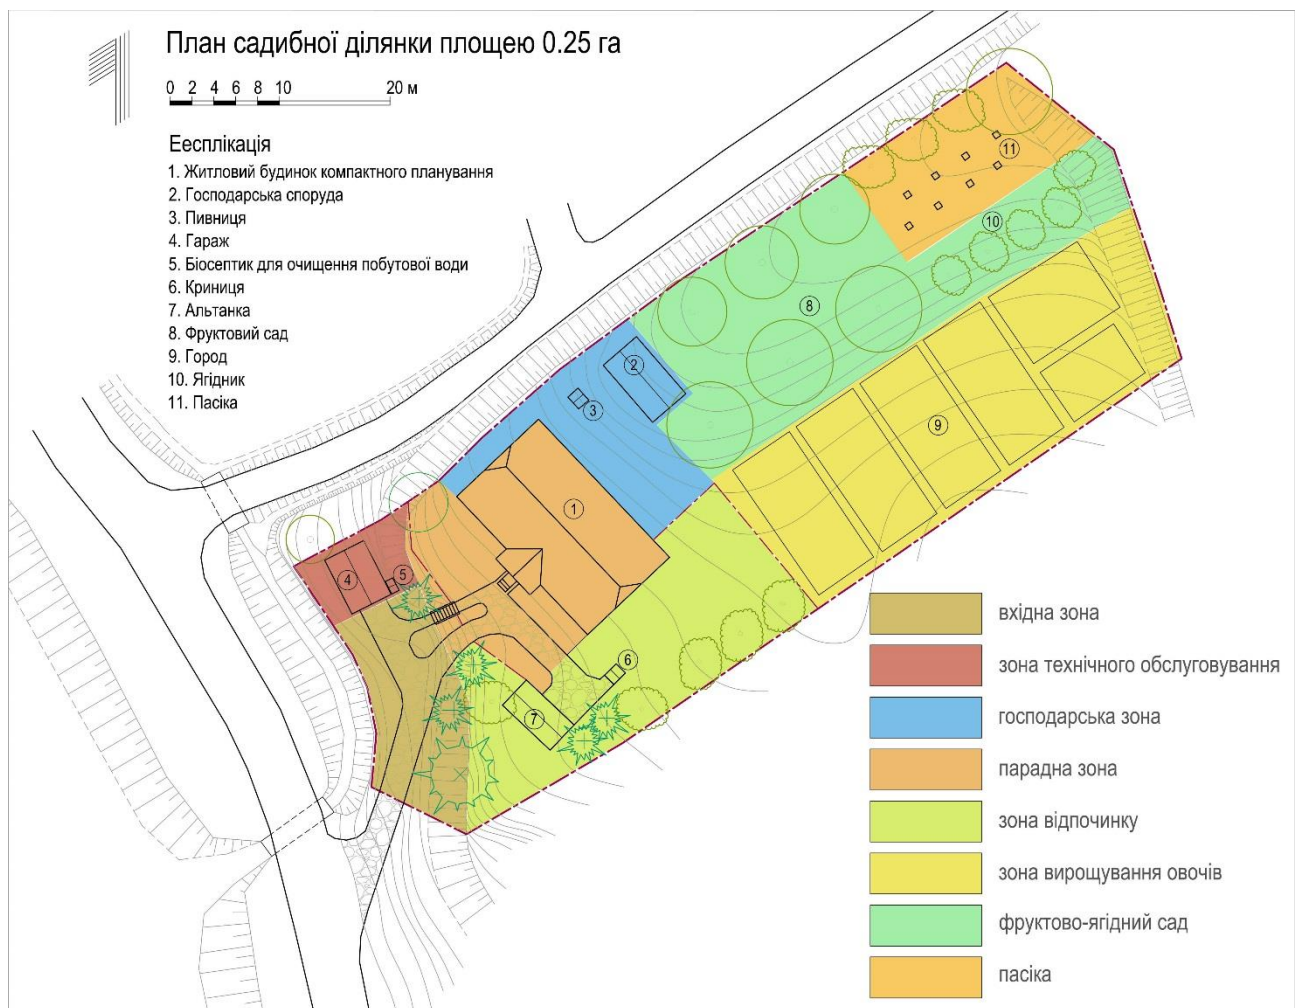 План садибної ділянки площею 0.25 га
0 2 4 6 8 10 20 м
Еесплікація
1. Житловий будинок компактного планування
2. Господарська споруда
3. Пивниця
4. Гараж
5. Біосептик для очищення побутової води
6. Криниця
7. Альтанка
8. Фруктовий сад
9. Город
10. Ягідник
11. Пасіка
11
10
8
2
3
9
1
4
5
6
7
вхідна зона
зона технічного обслуговування
господарська зона
парадна зона
зона відпочинку
зона вирощування овочів
фруктово-ягідний сад
пасіка